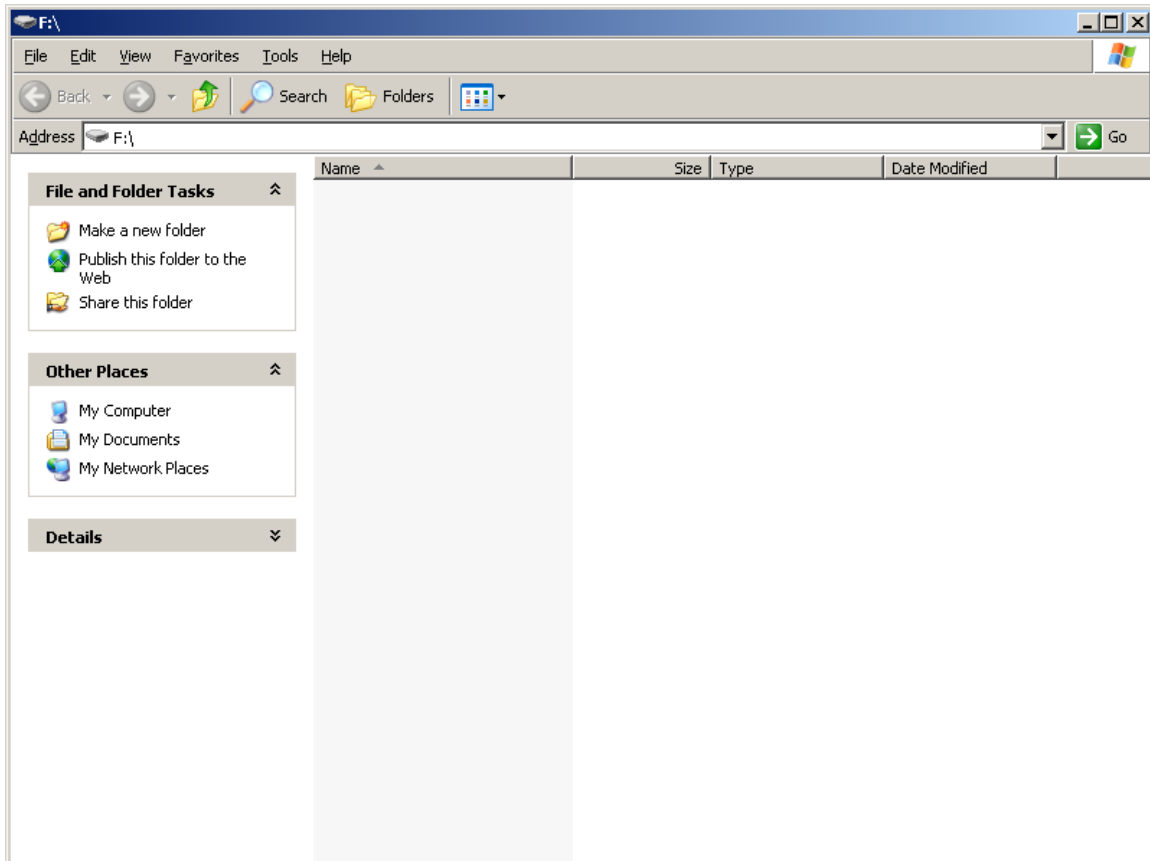 F:\
File Edit View Favorites Tools Help
Back Search Folders
Address F:\ Go
Name Size Type Date Modified
File and Folder Tasks
Make a new folder
Publish this folder to the
Web
Share this folder
Other Places
My Computer
My Documents
My Network Places
Details